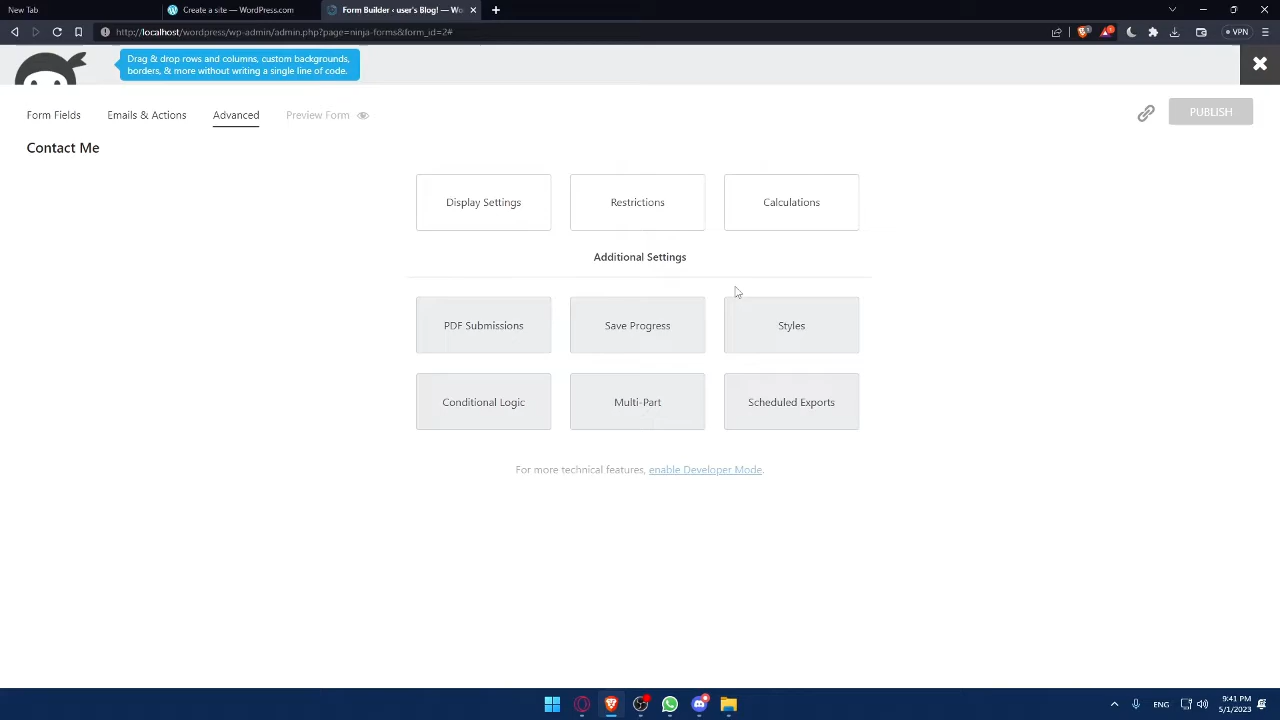 New Tab
Create a site — WordPress.com
Form Builder ‹ user's Blog! — Wo
http://localhost/wordpress/wp-admin/admin.php?page=ninja-forms&form_id=2#
VPN
Drag & drop rows and columns, custom backgrounds,
borders, & more without writing a single line of code.
Form Fields
Emails & Actions
Advanced
Preview Form
PUBLISH
Contact Me
Display Settings
Restrictions
Calculations
Additional Settings
PDF Submissions
Save Progress
Styles
Conditional Logic
Multi-Part
Scheduled Exports
For more technical features, enable Developer Mode.
ENG
9:41 PM
5/1/2023